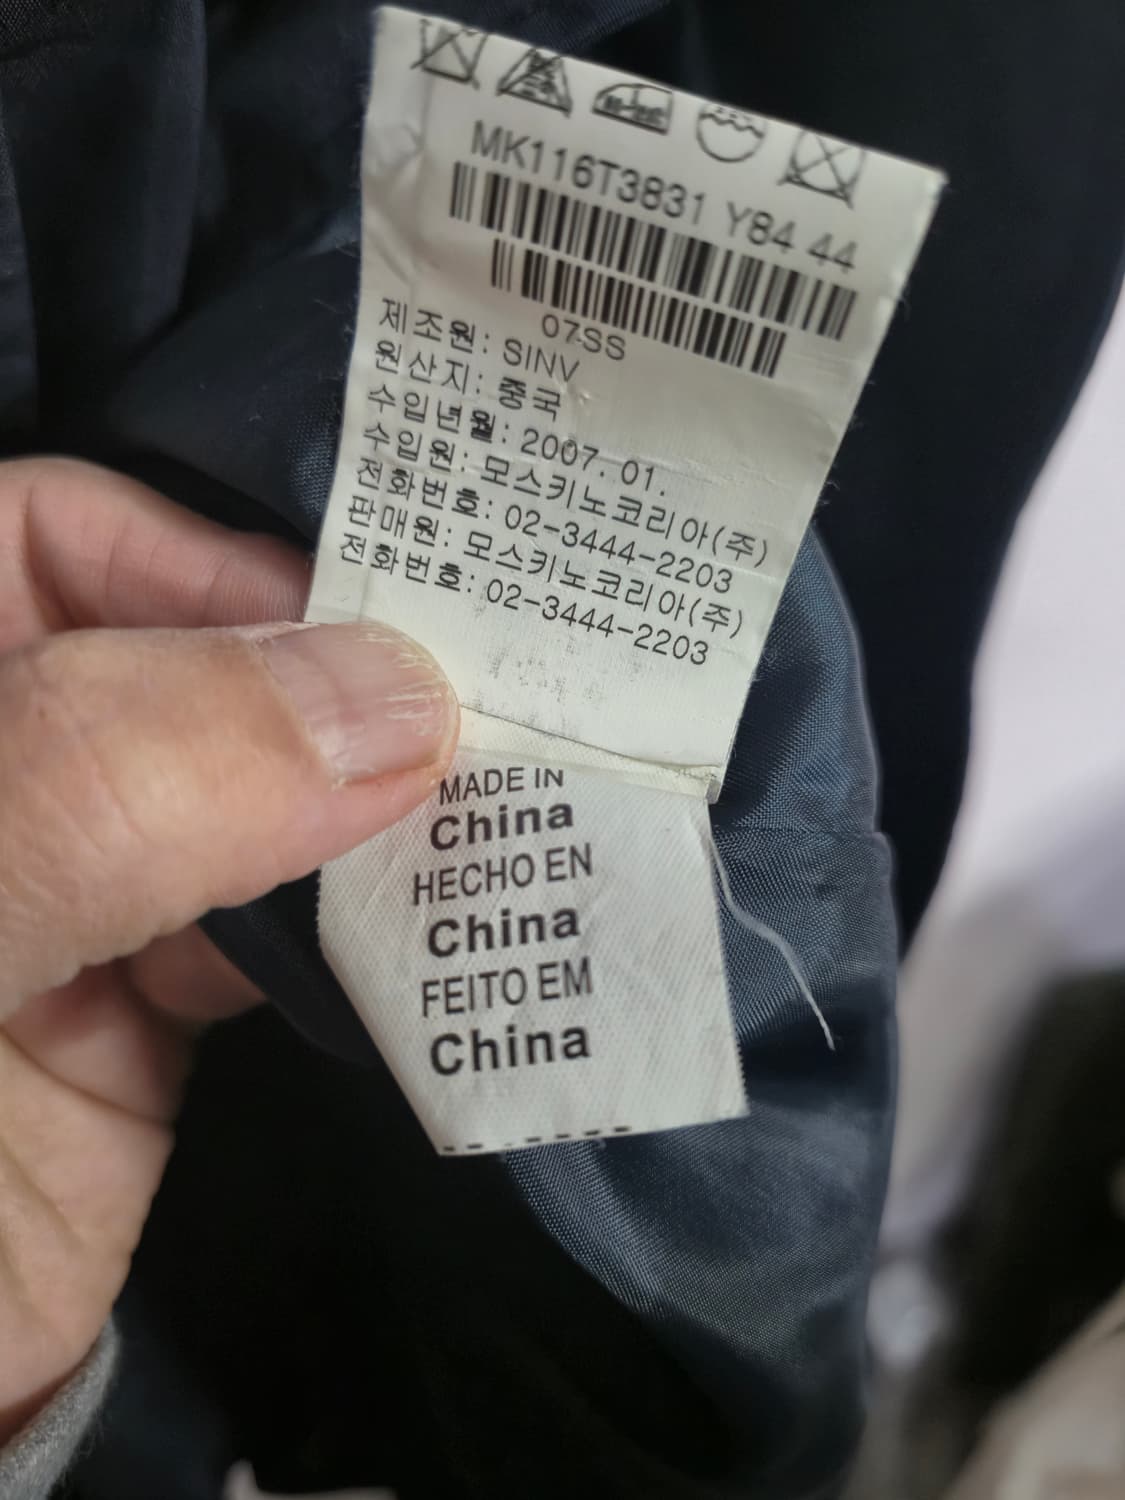 MK116T3831 Y84 44
07SS
제조원: SINV
원산지: 중국
수입년월: 2007. 01.
수입원: 모스키노코리아(주)
전화번호: 02-3444-2203
판매원: 모스키노코리아(주)
전화번호: 02-3444-2203
MADE IN
China
HECHO EN
China
FEITO EM
China